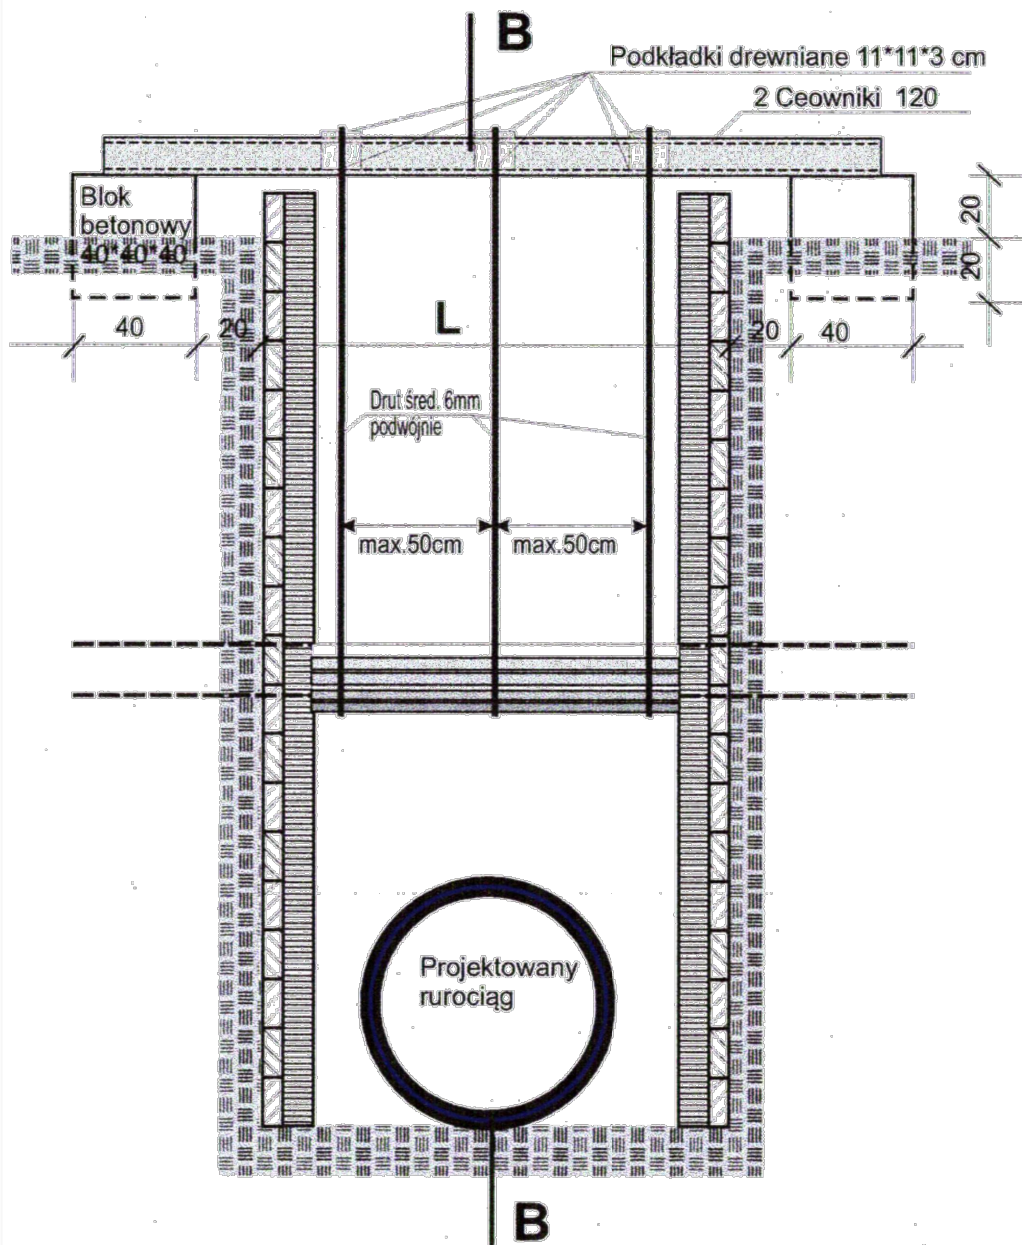 B
Podkładki drewniane 11*11*3 cm
2 Ceowniki 120
Blok
betonowy
40*40*40
20
20
40
20
L
20
40
Drut śred. 6mm
podwójnie
max.50cm
max.50cm
Projektowany
rurociąg
B